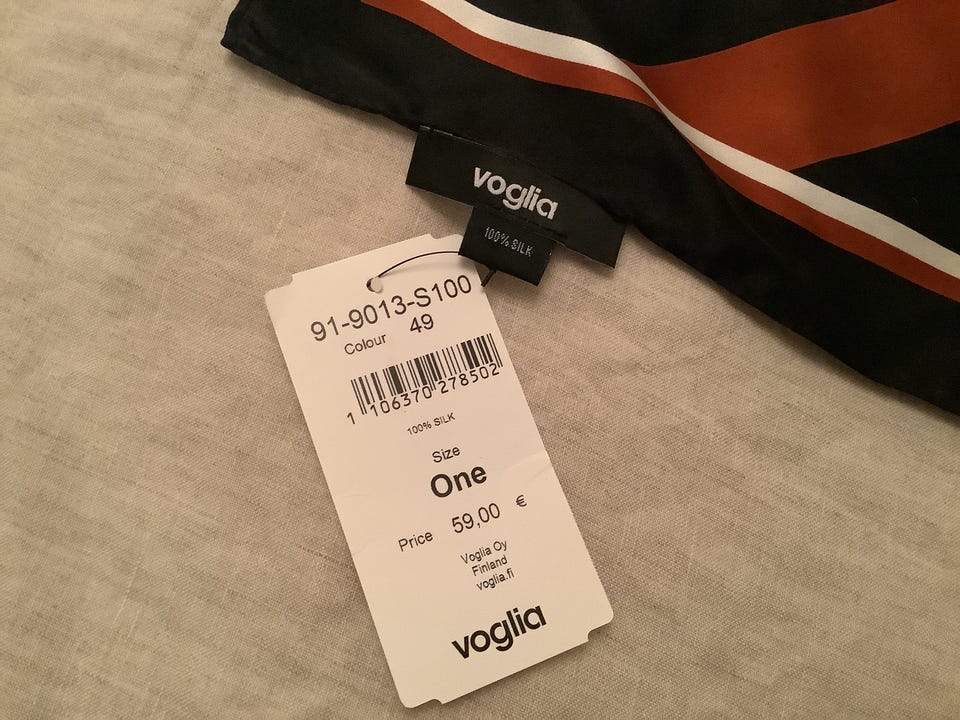 voglia
100% SILK
91-9013-S100
Colour 49
1 106370 278502
100% SILK
Size
One
Price 59,00 €
Voglia Oy
Finland
voglia.fi
voglia